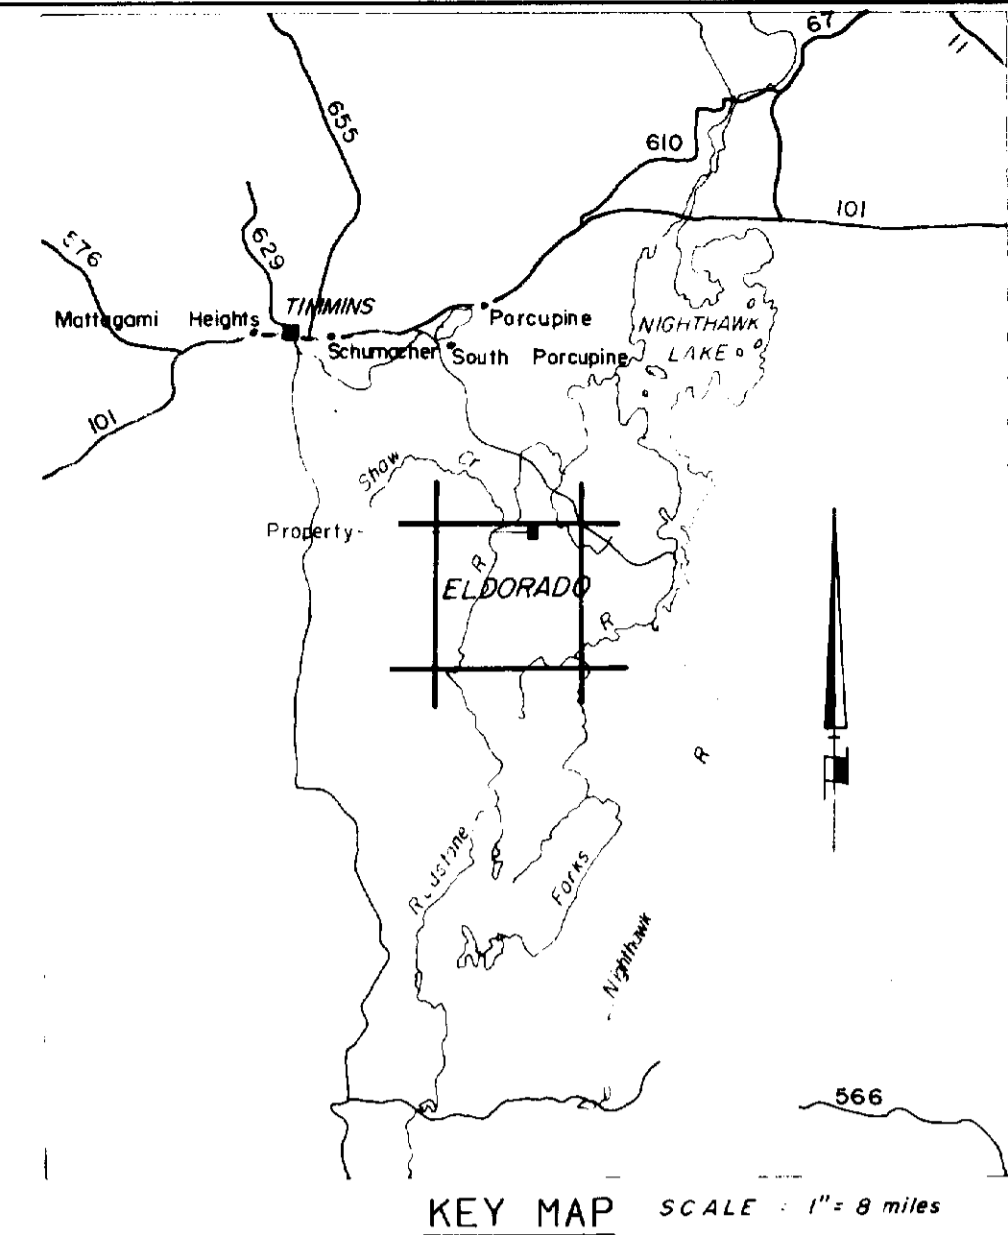 67
11
655
610
101
629
576
TIMMINS
Mattagami Heights
Porcupine
NIGHTHAWK
LAKE
Schumacher
South Porcupine
101
Shaw Cr
Property
R
ELDORADO
R
R
Redstone
Forks
Nighthawk
566
KEY MAP SCALE : 1" = 8 miles